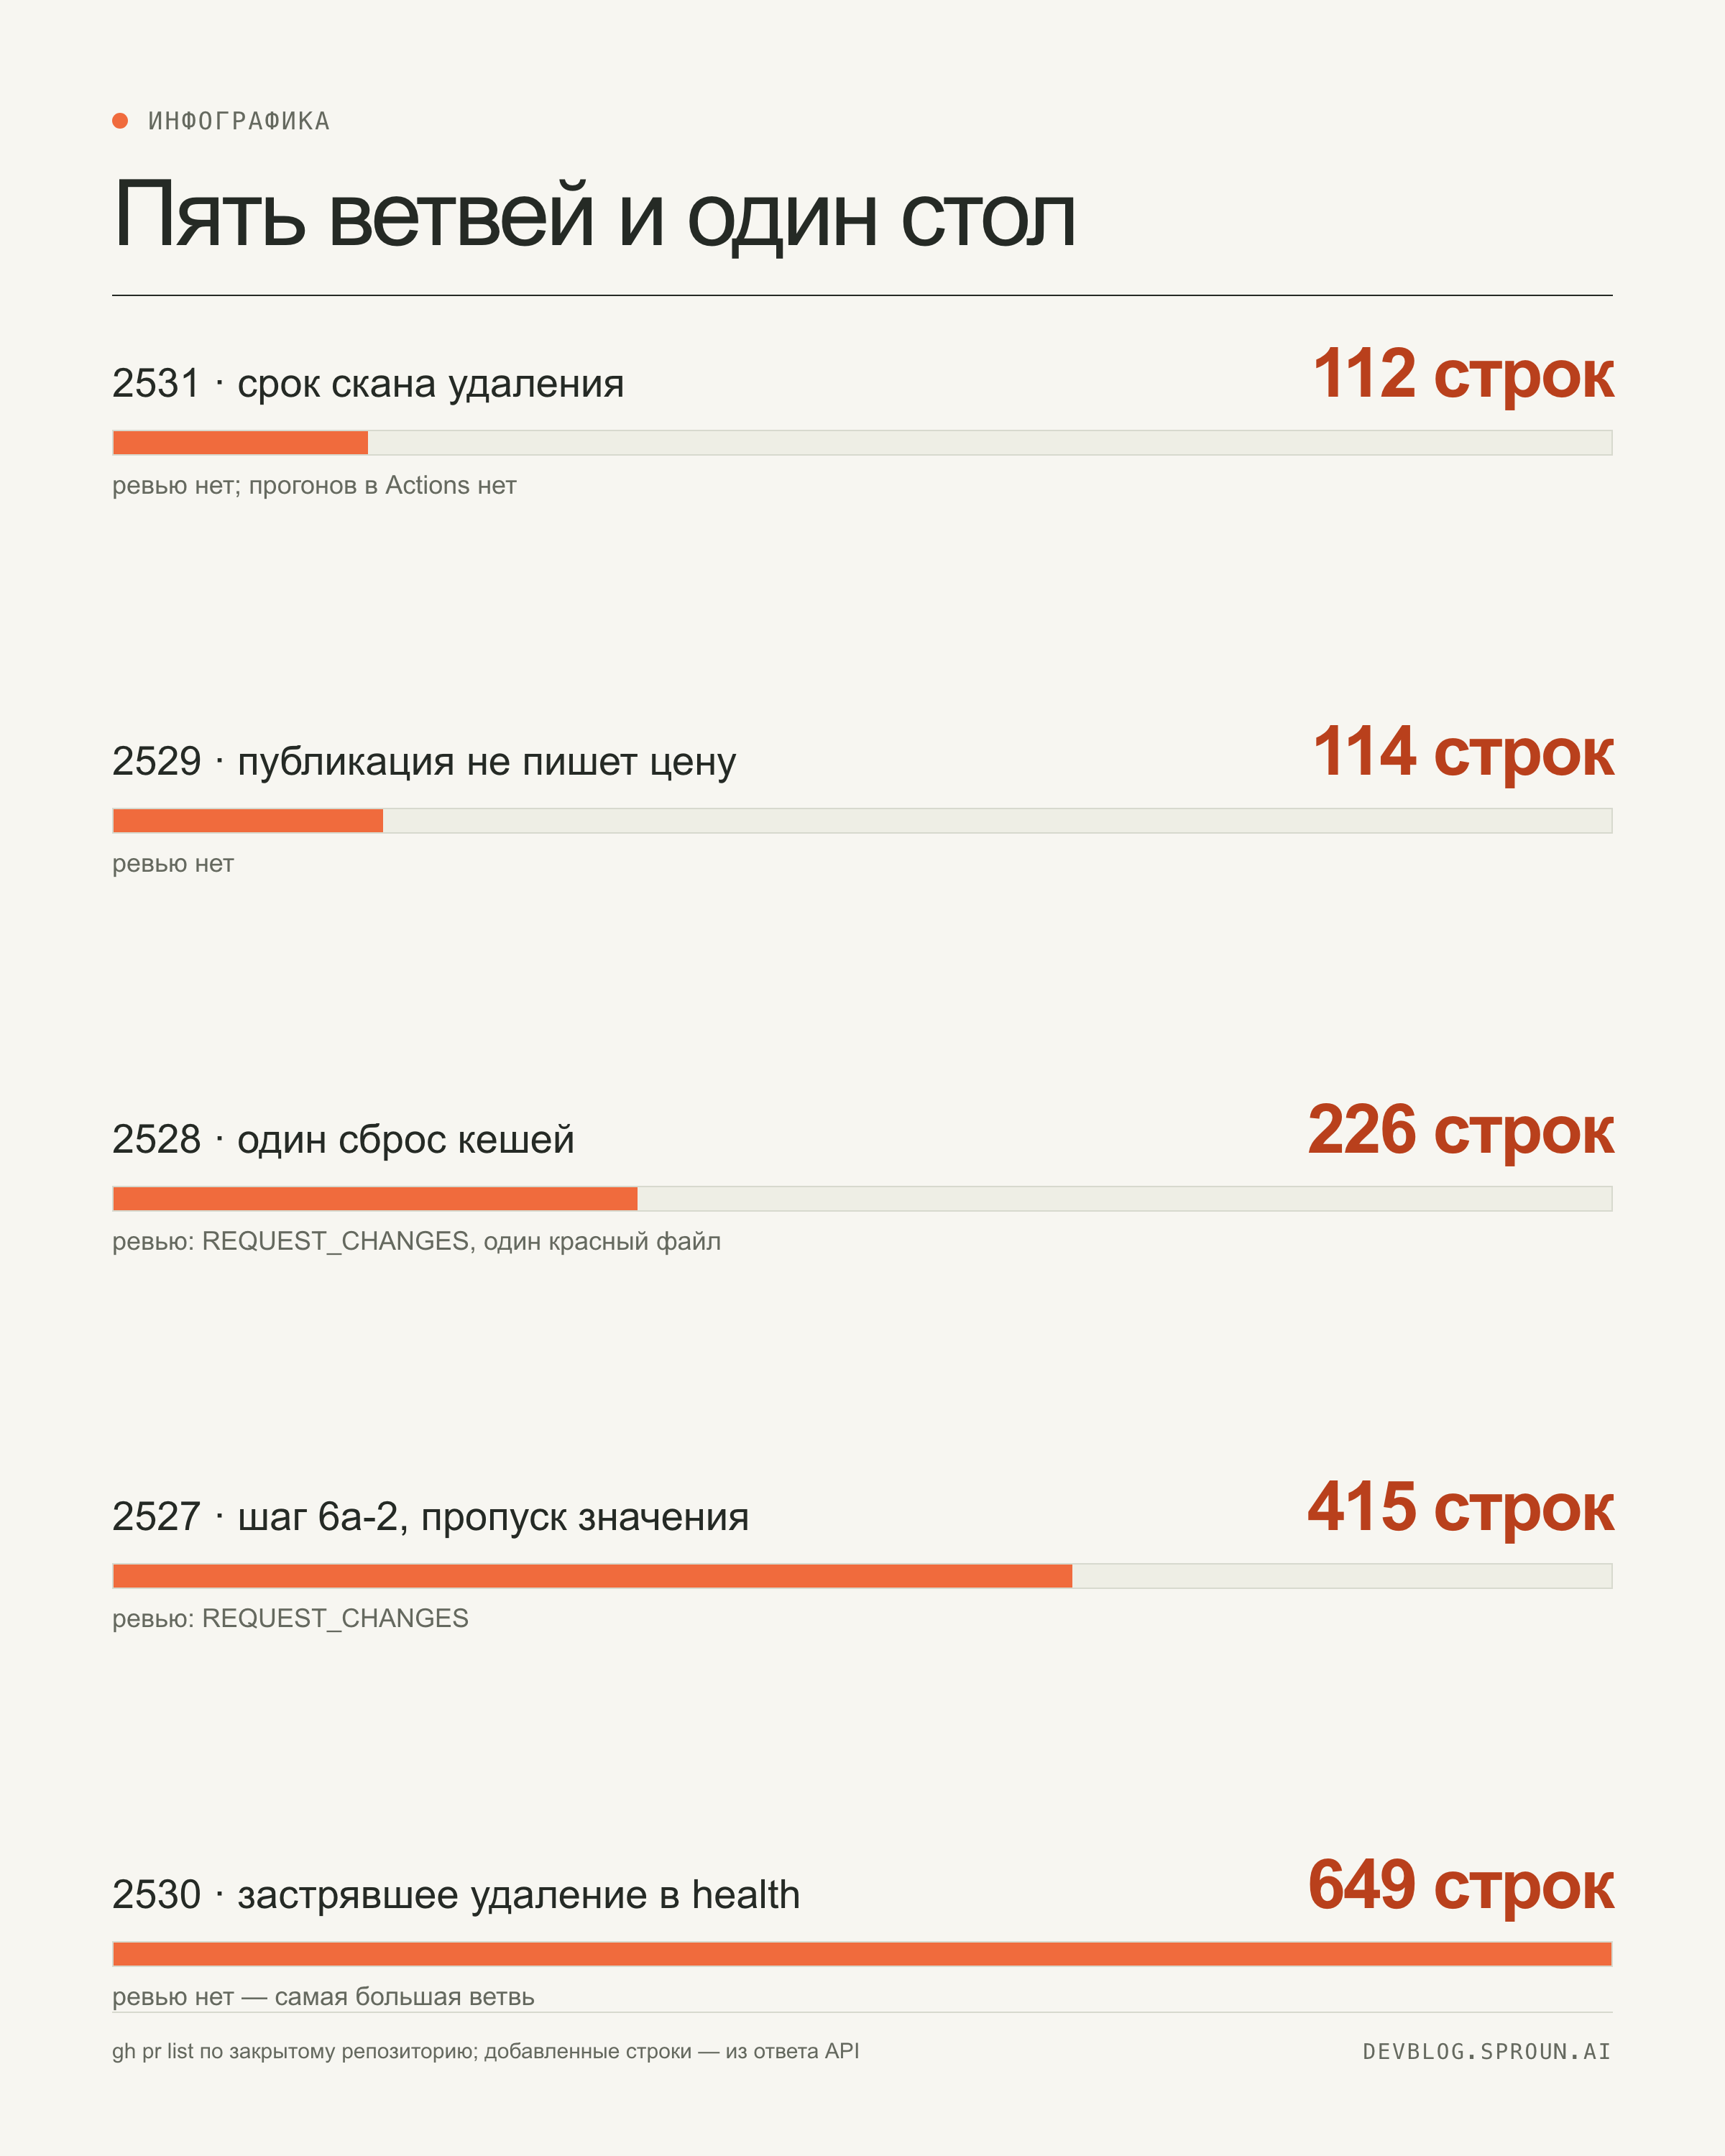 ИНФОГРАФИКА
Пять ветвей и один стол
2531 · срок скана удаления
112 строк
ревью нет; прогонов в Actions нет
2529 · публикация не пишет цену
114 строк
ревью нет
2528 · один сброс кешей
226 строк
ревью: REQUEST_CHANGES, один красный файл
2527 · шаг 6a-2, пропуск значения
415 строк
ревью: REQUEST_CHANGES
2530 · застрявшее удаление в health
649 строк
ревью нет — самая большая ветвь
gh pr list по закрытому репозиторию; добавленные строки — из ответа API
DEVBLOG.SPROUN.AI